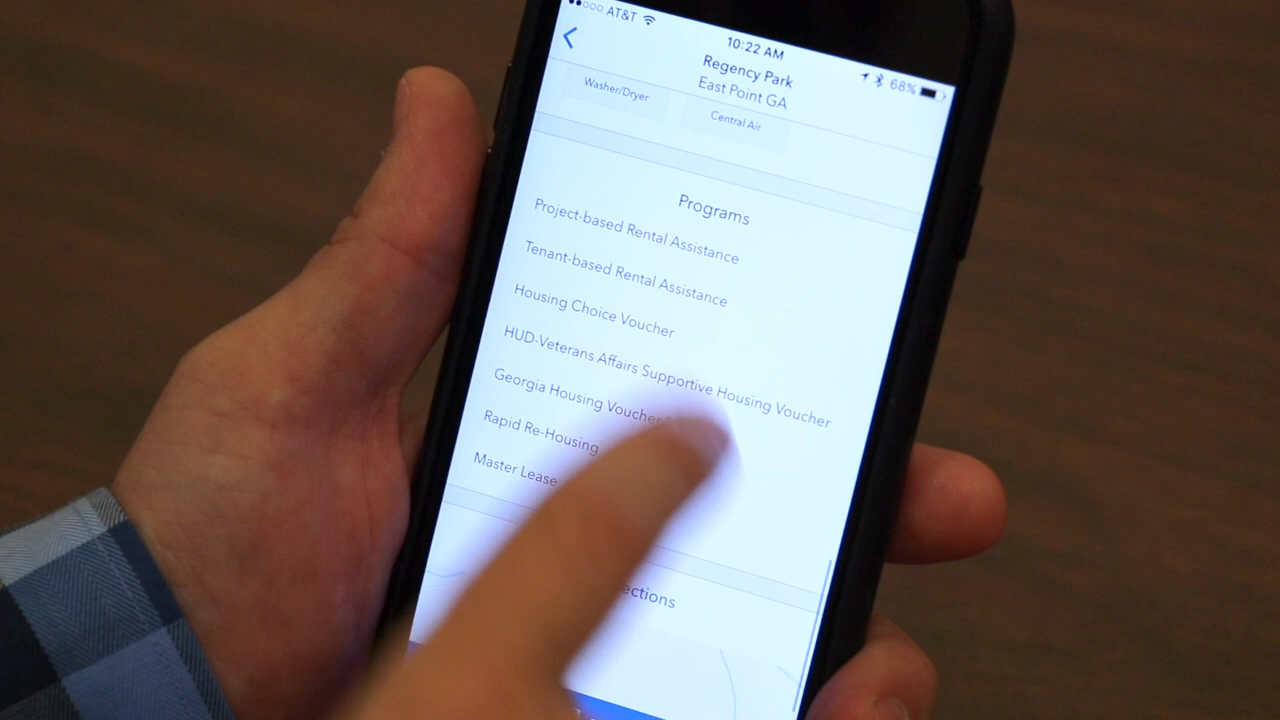 AT&T
10:22 AM
68%
Regency Park
East Point GA
Washer/Dryer
Central Air
Programs
Project-based Rental Assistance
Tenant-based Rental Assistance
Housing Choice Voucher
HUD-Veterans Affairs Supportive Housing Voucher
Georgia Housing Voucher
Rapid Re-Housing
Master Lease
ections